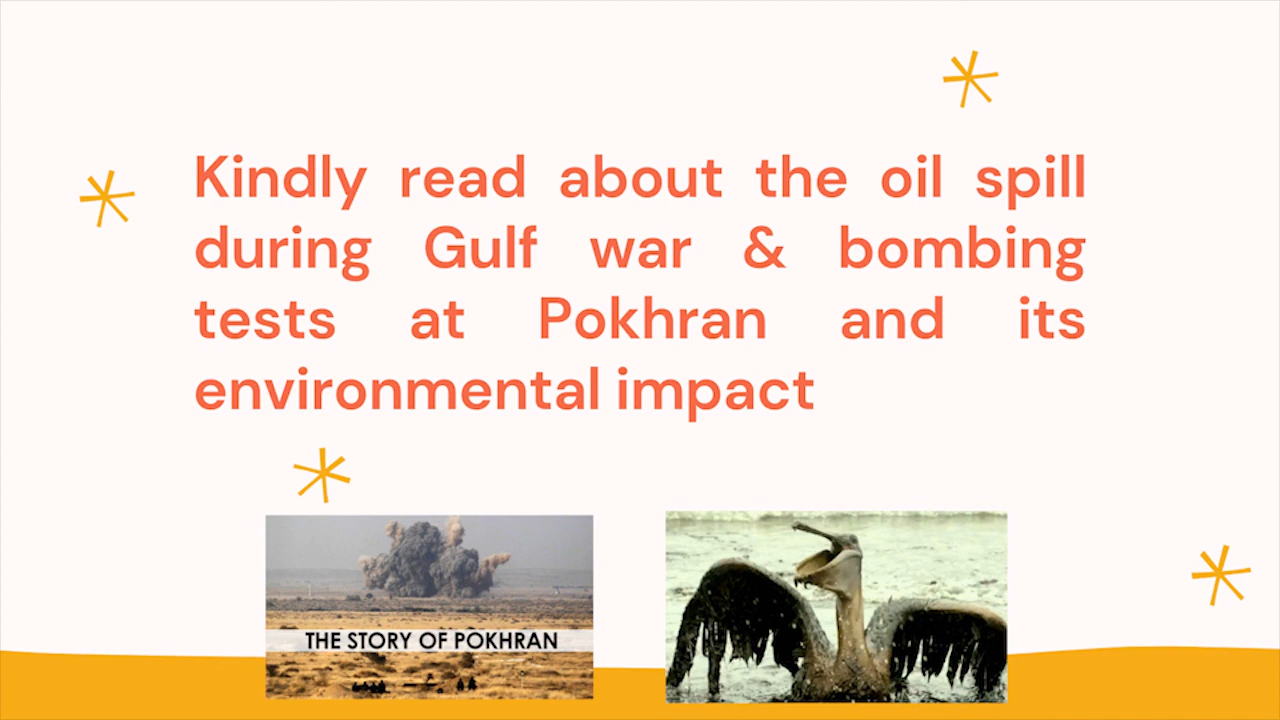 Kindly read about the oil spill
during Gulf war & bombing
tests at Pokhran and its
environmental impact
THE STORY OF POKHRAN